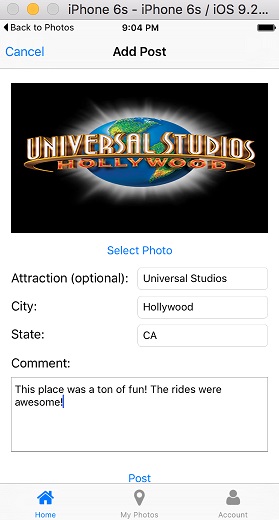 iPhone 6s - iPhone 6s / iOS 9.2...
Back to Photos 9:04 PM
Cancel Add Post
UNIVERSAL STUDIOS
HOLLYWOOD
Select Photo
Attraction (optional): Universal Studios
City: Hollywood
State: CA
Comment:
This place was a ton of fun! The rides were
awesome!
Post
Home My Photos Account